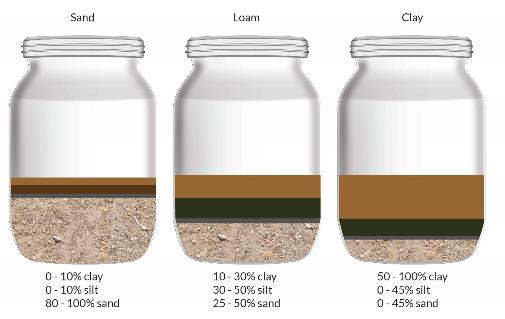 Sand
Loam
Clay
0 - 10% clay
0 - 10% silt
80 - 100% sand
10 - 30% clay
30 - 50% silt
25 - 50% sand
50 - 100% clay
0 - 45% silt
0 - 45% sand